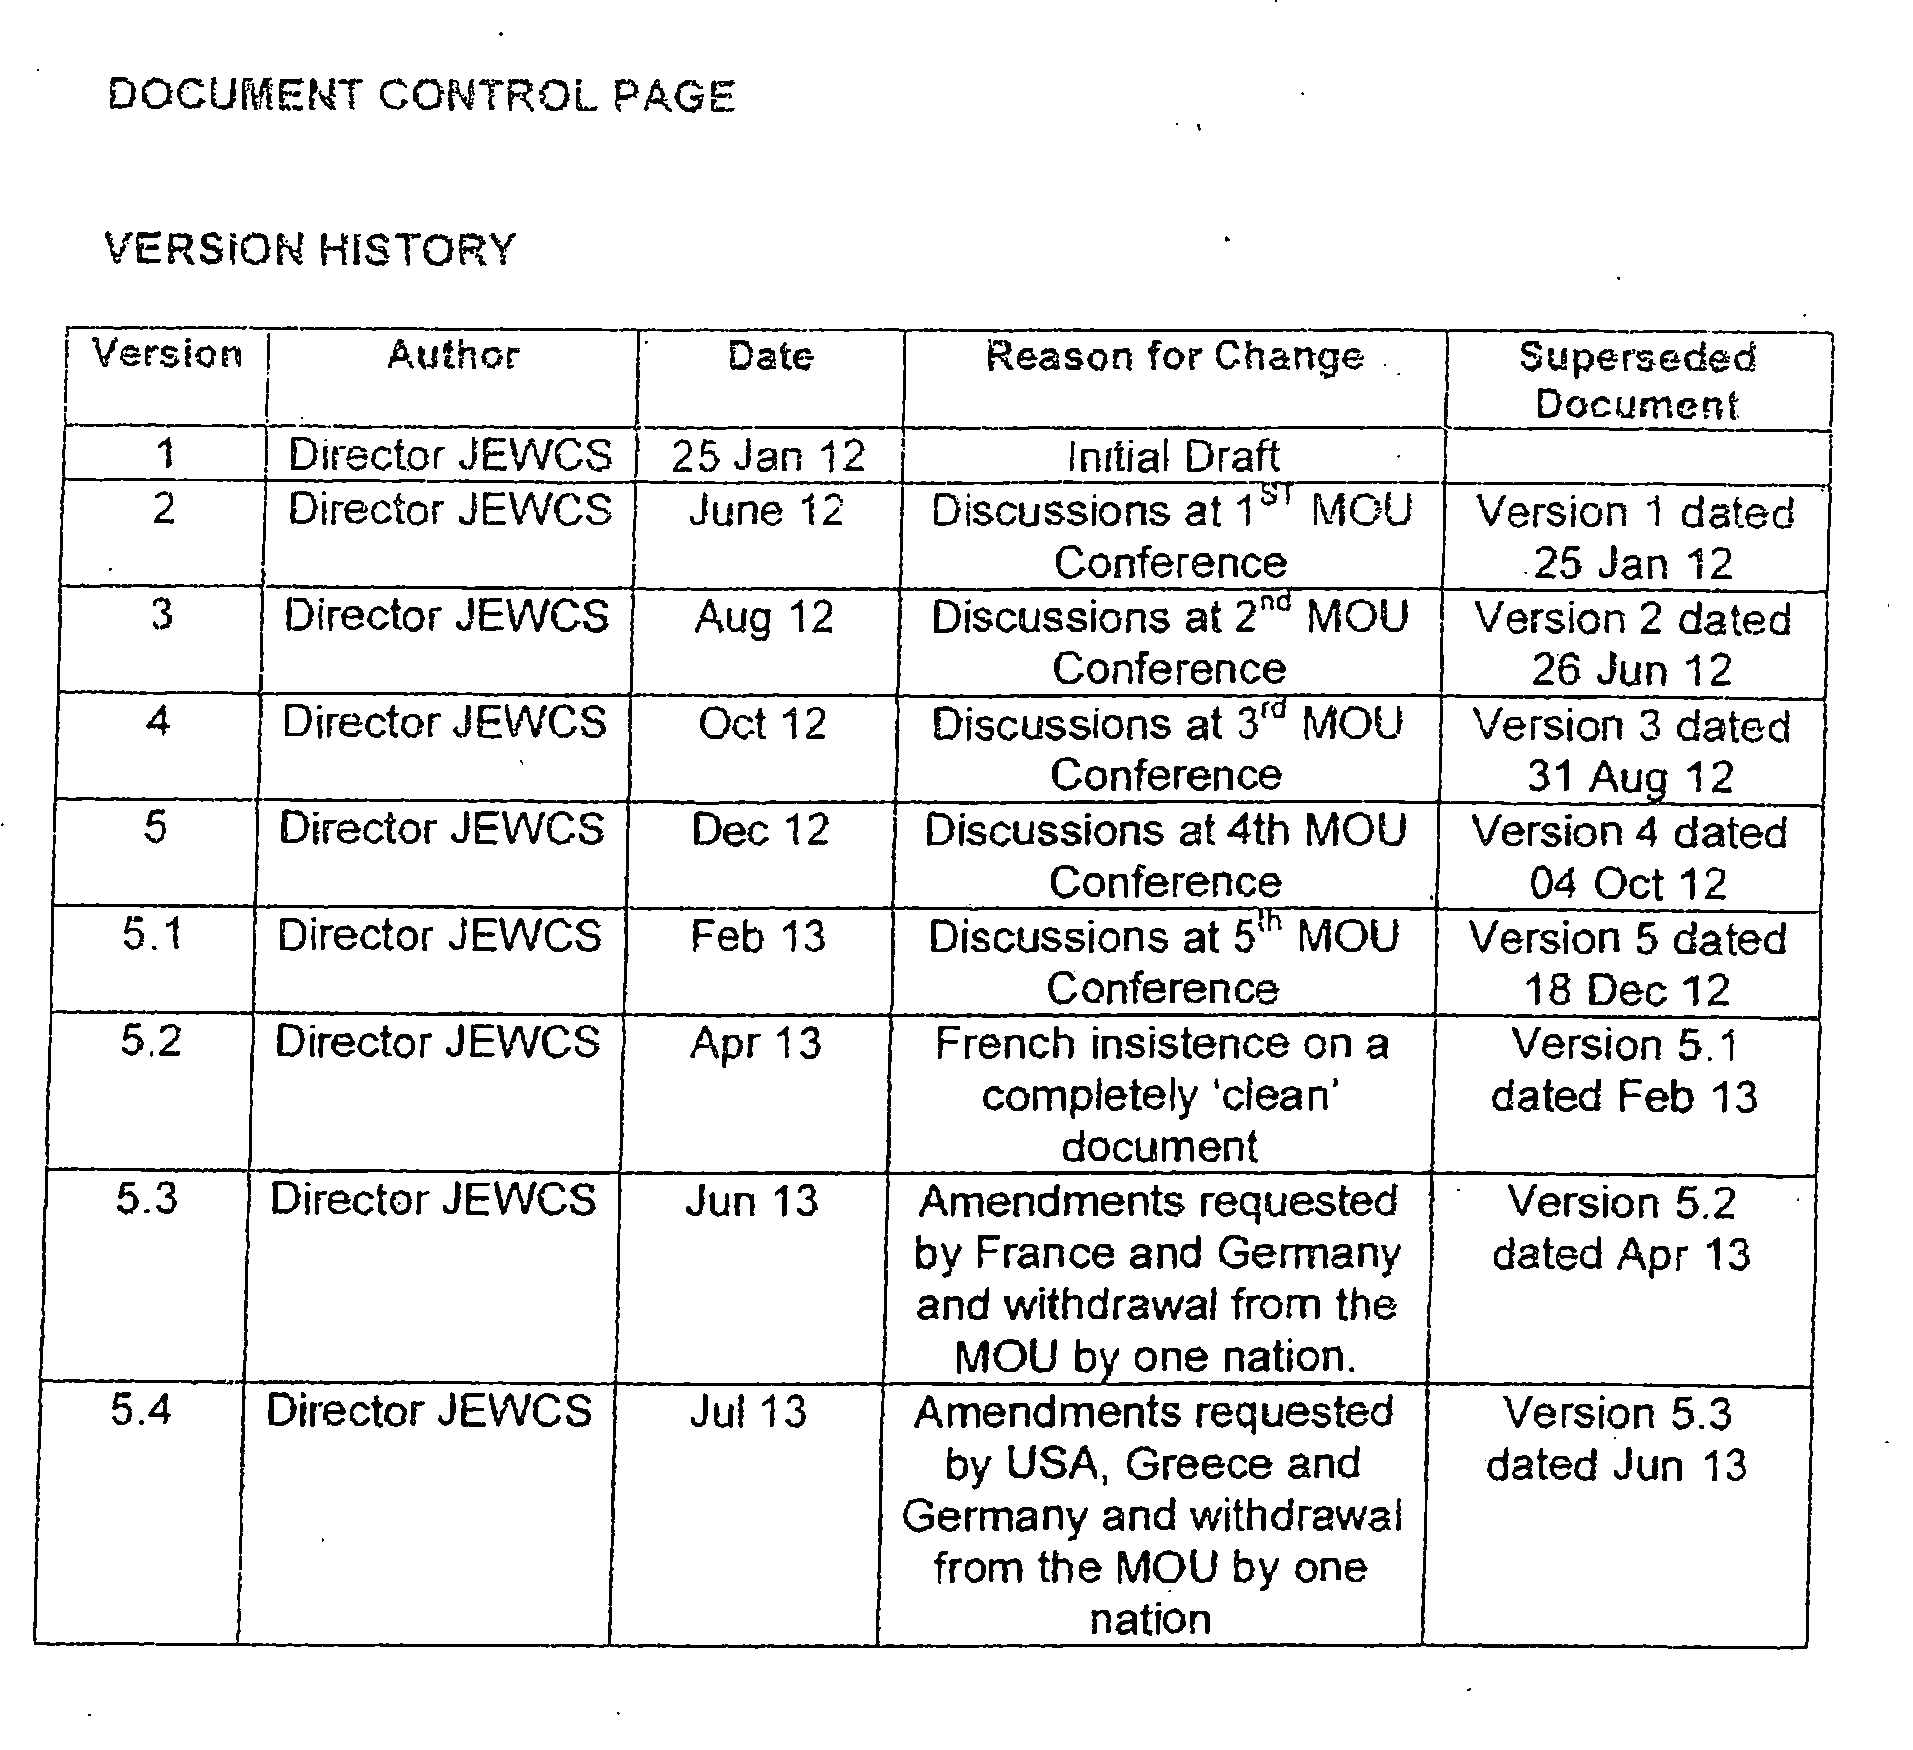 DOCUMENT CONTROL PAGE
VERSION HISTORY
Version Author Date Reason for Change Superseded
Document
1 Director JEWCS 25 Jan 12 Initial Draft
2 Director JEWCS June 12 Discussions at 1ST MOU Version 1 dated
Conference 25 Jan 12
3 Director JEWCS Aug 12 Discussions at 2nd MOU Version 2 dated
Conference 26 Jun 12
4 Director JEWCS Oct 12 Discussions at 3rd MOU Version 3 dated
Conference 31 Aug 12
5 Director JEWCS Dec 12 Discussions at 4th MOU Version 4 dated
Conference 04 Oct 12
5.1 Director JEWCS Feb 13 Discussions at 5th MOU Version 5 dated
Conference 18 Dec 12
5.2 Director JEWCS Apr 13 French insistence on a Version 5.1
completely 'clean' dated Feb 13
document
5.3 Director JEWCS Jun 13 Amendments requested Version 5.2
by France and Germany dated Apr 13
and withdrawal from the
MOU by one nation.
5.4 Director JEWCS Jul 13 Amendments requested Version 5.3
by USA, Greece and dated Jun 13
Germany and withdrawal
from the MOU by one
nation